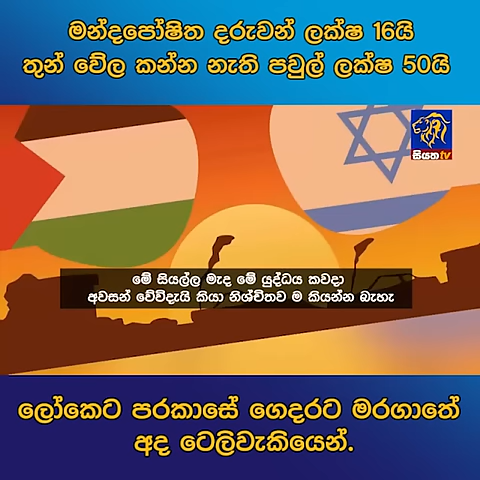 මන්දපෝෂිත දරුවන් ලක්ෂ 16යි
තුන් වේල කන්න නැති පවුල් ලක්ෂ 50යි
සියත tv
මේ සියල්ල මැද මේ යුද්ධය කවදා
අවසන් වේවිදැයි කියා නිශ්චිතව ම කියන්න බැහැ
ලෝකෙට පරකාසේ ගෙදරට මරගාතේ
අද ටෙලිවැකියෙන්.